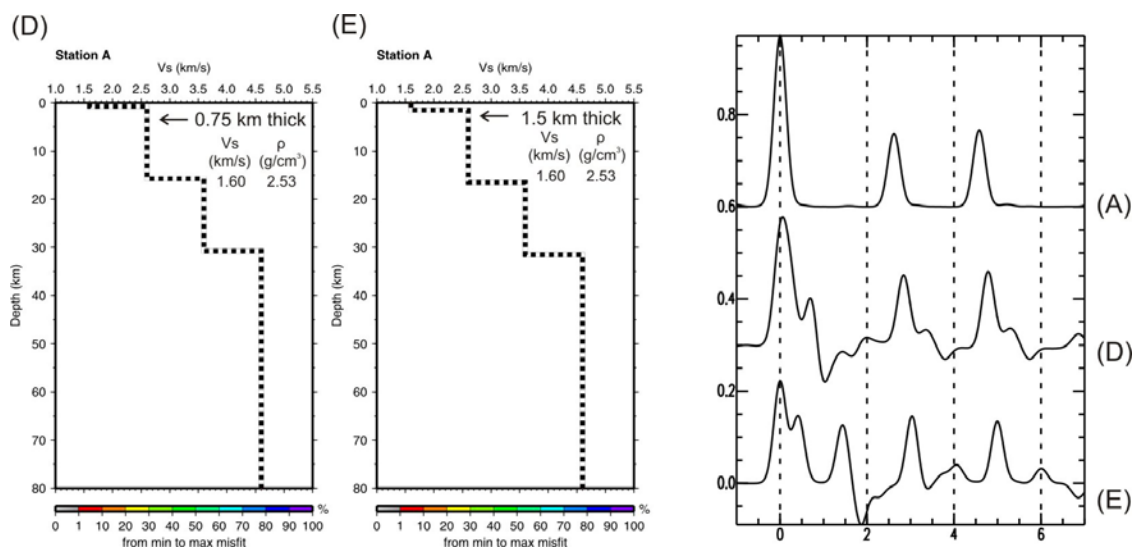 (D)
Station A
Vs (km/s)
1.0 1.5 2.0 2.5 3.0 3.5 4.0 4.5 5.0 5.5
0
10
20
30
40
50
60
70
80
Depth (km)
← 0.75 km thick
Vs ρ
(km/s) (g/cm³)
1.60 2.53
0 1 10 20 30 40 50 60 70 80 90 100 %
from min to max misfit
(E)
Station A
Vs (km/s)
1.0 1.5 2.0 2.5 3.0 3.5 4.0 4.5 5.0 5.5
0
10
20
30
40
50
60
70
80
Depth (km)
← 1.5 km thick
Vs ρ
(km/s) (g/cm³)
1.60 2.53
0 1 10 20 30 40 50 60 70 80 90 100 %
from min to max misfit
0.8
0.6
0.4
0.2
0.0
0 2 4 6
(A)
(D)
(E)